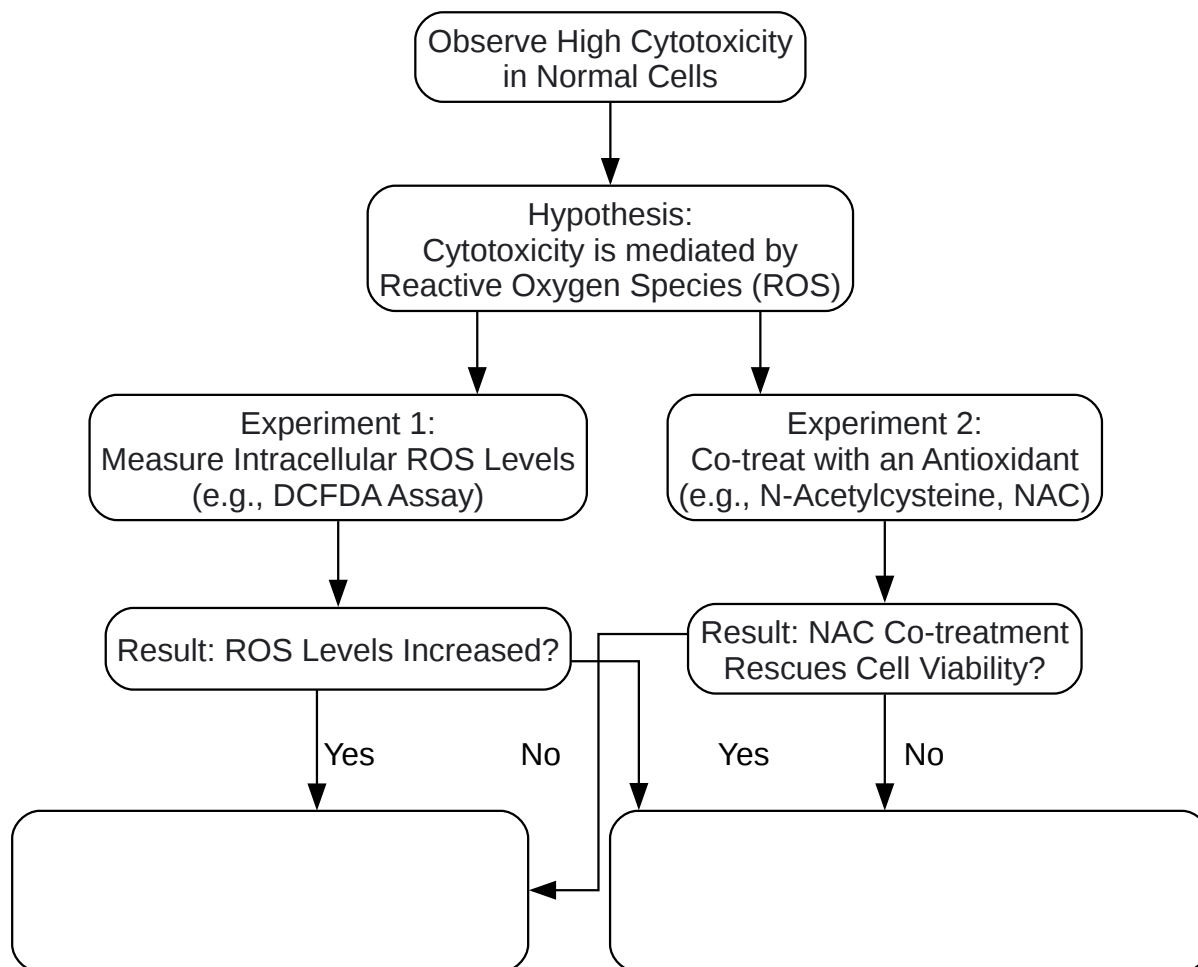 Observe High Cytotoxicity
in Normal Cells
Hypothesis:
Cytotoxicity is mediated by
Reactive Oxygen Species (ROS)
Experiment 1:
Measure Intracellular ROS Levels
(e.g., DCFDA Assay)
Experiment 2:
Co-treat with an Antioxidant
(e.g., N-Acetylcysteine, NAC)
Result: ROS Levels Increased?
Result: NAC Co-treatment
Rescues Cell Viability?
Yes
No
Yes
No